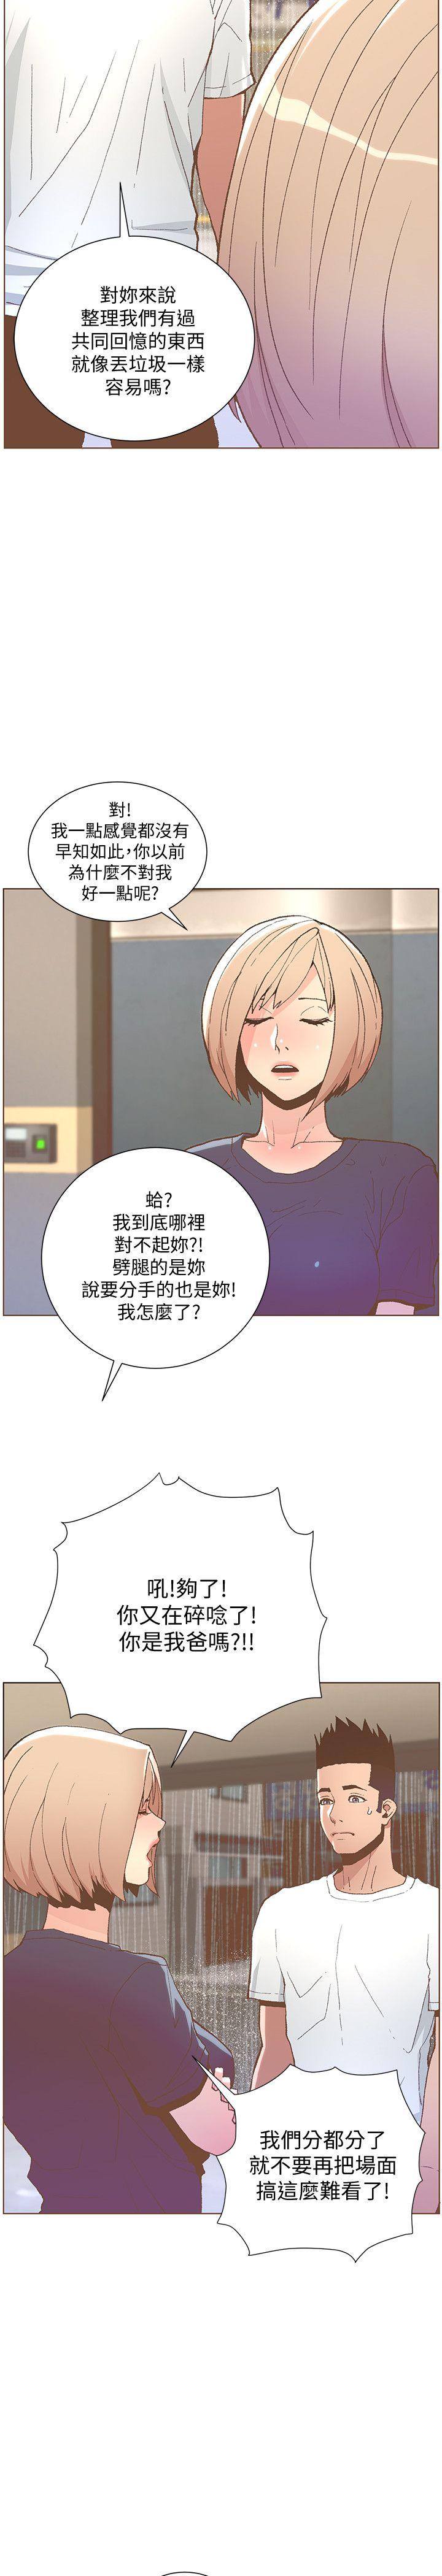 對妳來說
整理我們有過
共同回憶的東西
就像丟垃圾一樣
容易嗎?
對!
我一點感覺都沒有
早知如此,你以前
為什麼不對我
好一點呢?
蛤?
我到底哪裡
對不起妳?!
劈腿的是妳
說要分手的也是妳!
我怎麼了?
吼!夠了!
你又在碎唸了!
你是我爸嗎?!!
我們分都分了
就不要再把場面
搞這麼難看了!